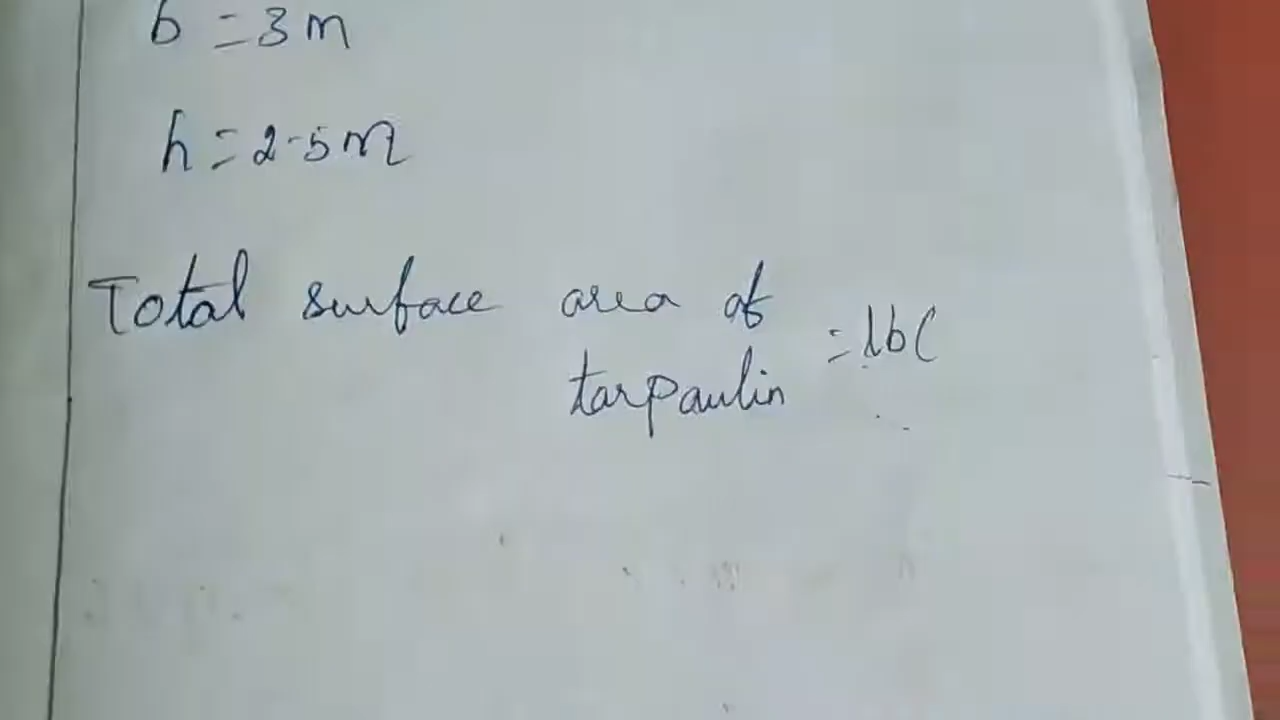 b = 3m
h = 2.5m
Total surface area of
tarpaulin = lb(